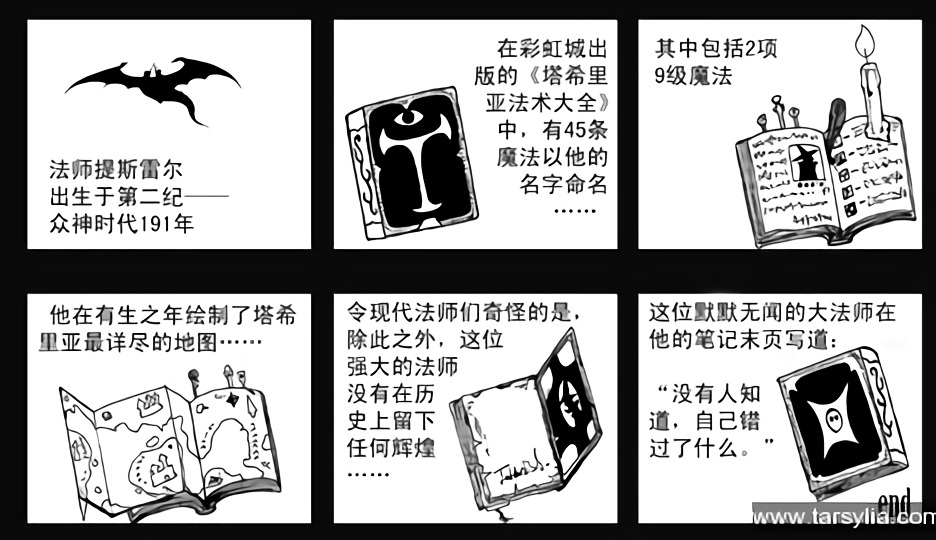 法师提斯雷尔
出生于第二纪——
众神时代191年
在彩虹城出
版的《塔希里
亚法术大全》
中，有45条
魔法以他的
名字命名
……
其中包括2项
9级魔法
他在有生之年绘制了塔希
里亚最详尽的地图……
令现代法师们奇怪的是，
除此之外，这位
强大的法师
没有在历
史上留下
任何辉煌
……
这位默默无闻的大法师在
他的笔记末页写道：
“没有人知
道，自己错
过了什么。”
end
www.tarsylia.com